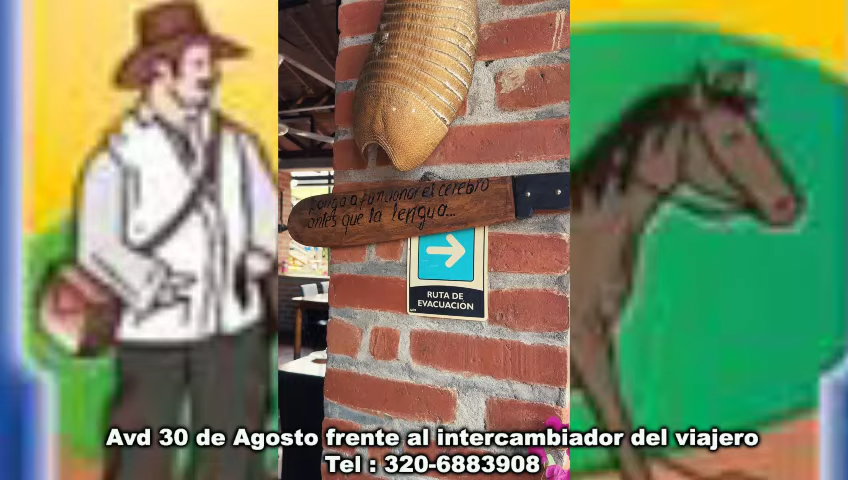 Ponga a funcionar el cerebro
antes que la lengua...
RUTA DE
EVACUACION
Avd 30 de Agosto frente al intercambiador del viajero
Tel : 320-6883908